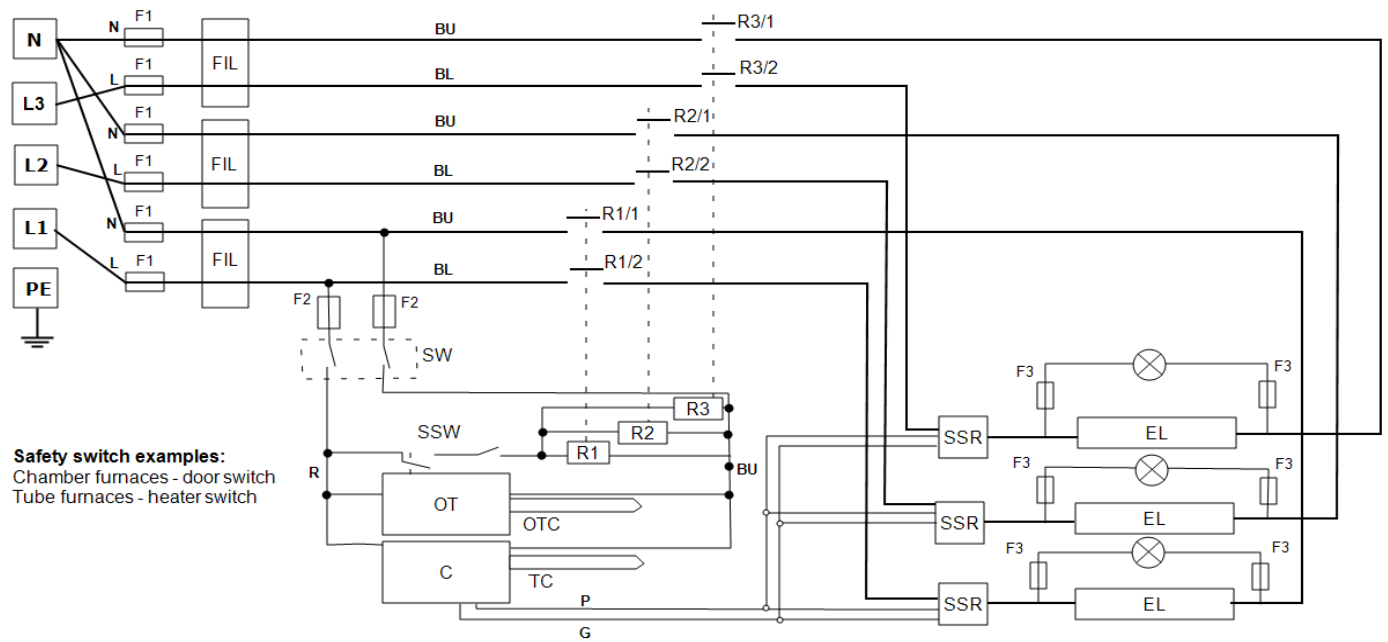 N F1 BU R3/1
N
FIL
L3 L F1 BL R3/2
F1 BU R2/1
N
FIL
L2 L F1 BL R2/2
F1 BU R1/1
L1 N
FIL
L F1 BL R1/2
PE
F2 F2
SW
F3 F3
R3
SSW R2 SSR EL
R1
Safety switch examples:
Chamber furnaces - door switch
Tube furnaces - heater switch
R BU
F3 F3
OT
OTC
SSR EL
F3 F3
C
TC
P
SSR EL
G